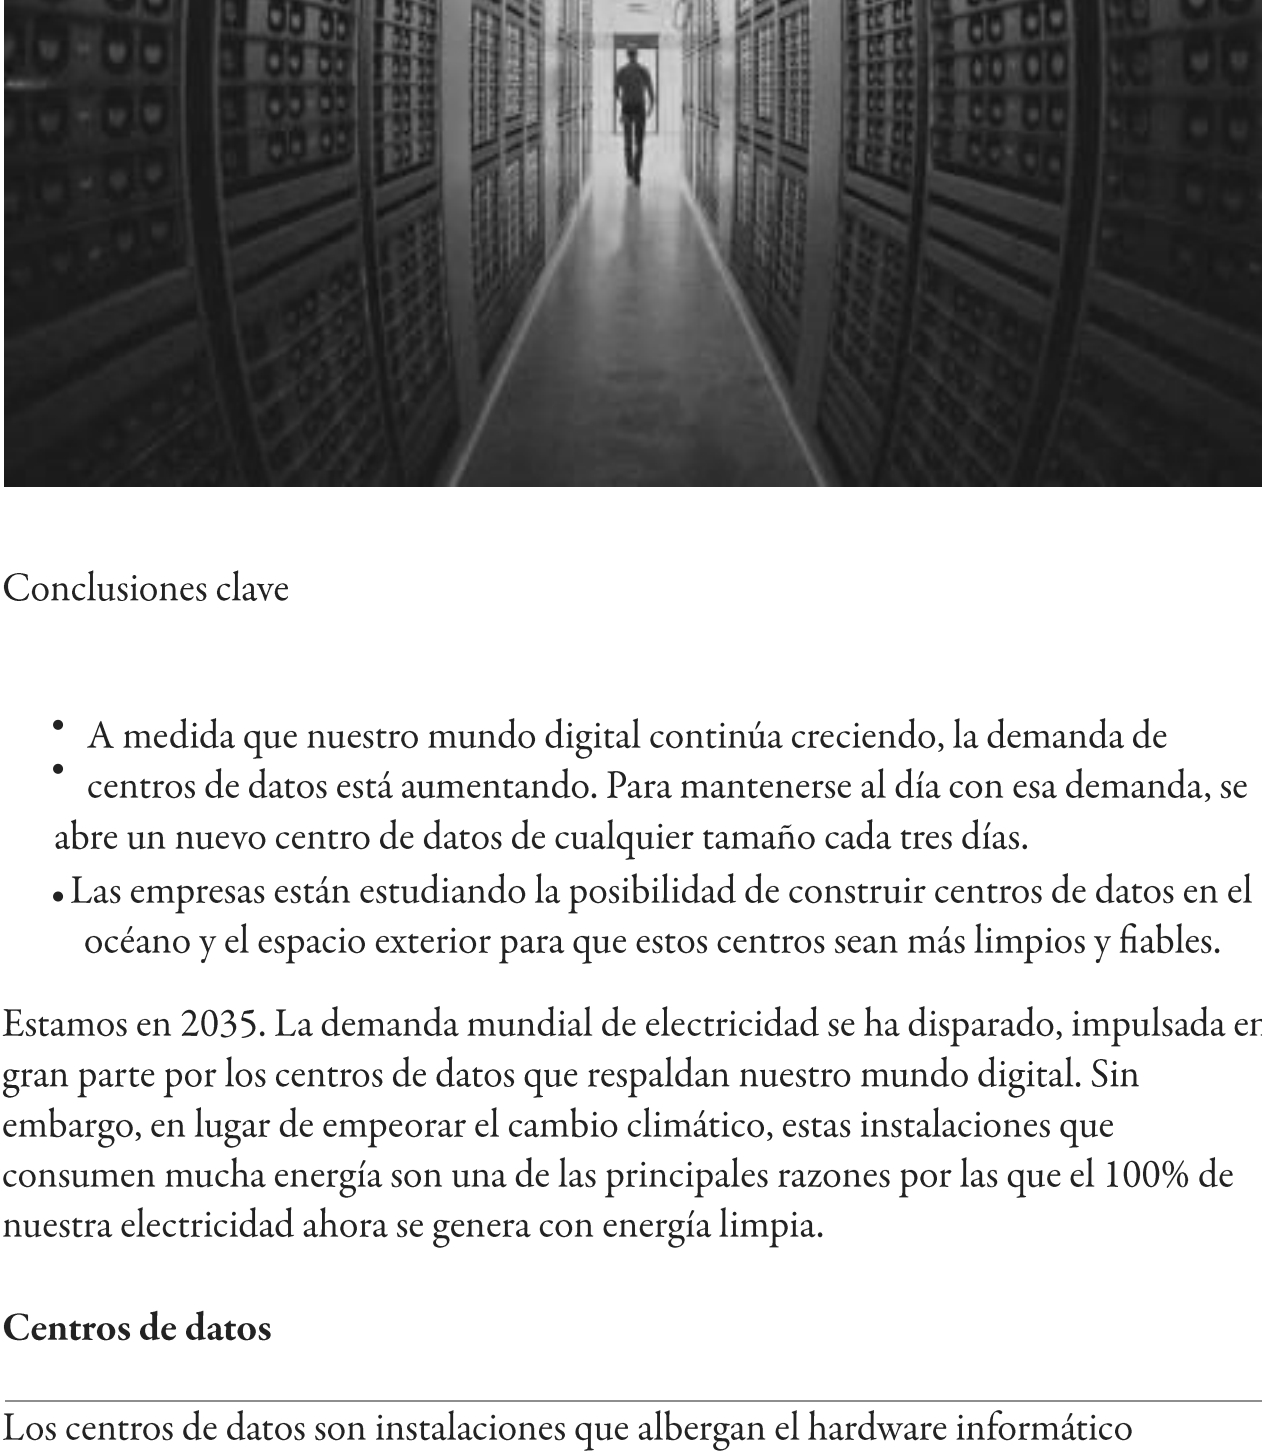 Conclusiones clave
• A medida que nuestro mundo digital continúa creciendo, la demanda de
• centros de datos está aumentando. Para mantenerse al día con esa demanda, se
abre un nuevo centro de datos de cualquier tamaño cada tres días.
• Las empresas están estudiando la posibilidad de construir centros de datos en el
océano y el espacio exterior para que estos centros sean más limpios y fiables.
Estamos en 2035. La demanda mundial de electricidad se ha disparado, impulsada en
gran parte por los centros de datos que respaldan nuestro mundo digital. Sin
embargo, en lugar de empeorar el cambio climático, estas instalaciones que
consumen mucha energía son una de las principales razones por las que el 100% de
nuestra electricidad ahora se genera con energía limpia.
Centros de datos
Los centros de datos son instalaciones que albergan el hardware informático